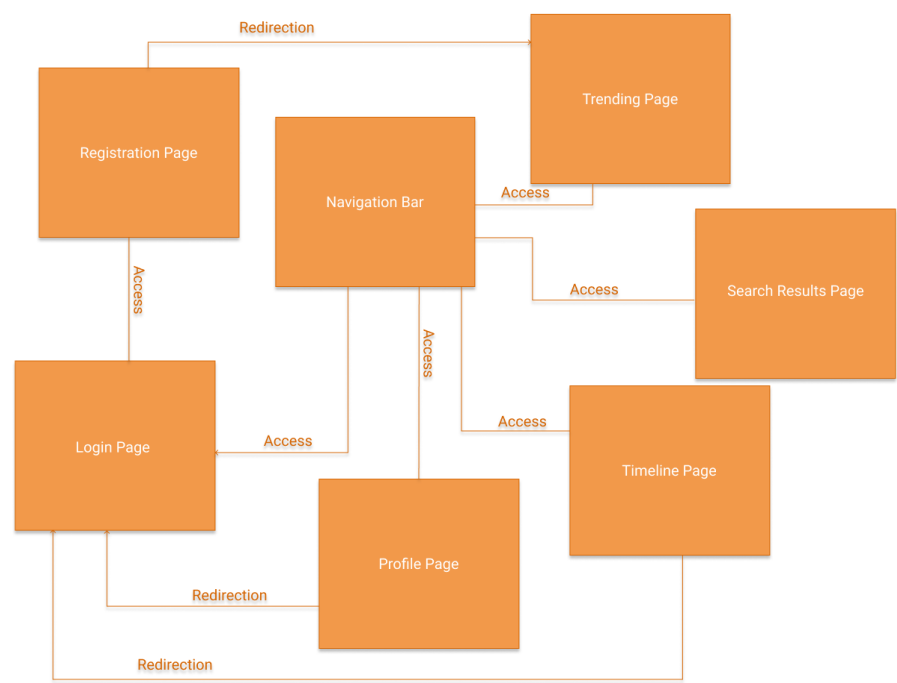 Redirection
Trending Page
Registration Page
Navigation Bar
Access
Access
Search Results Page
Access
Access
Access
Access
Login Page
Timeline Page
Profile Page
Redirection
Redirection